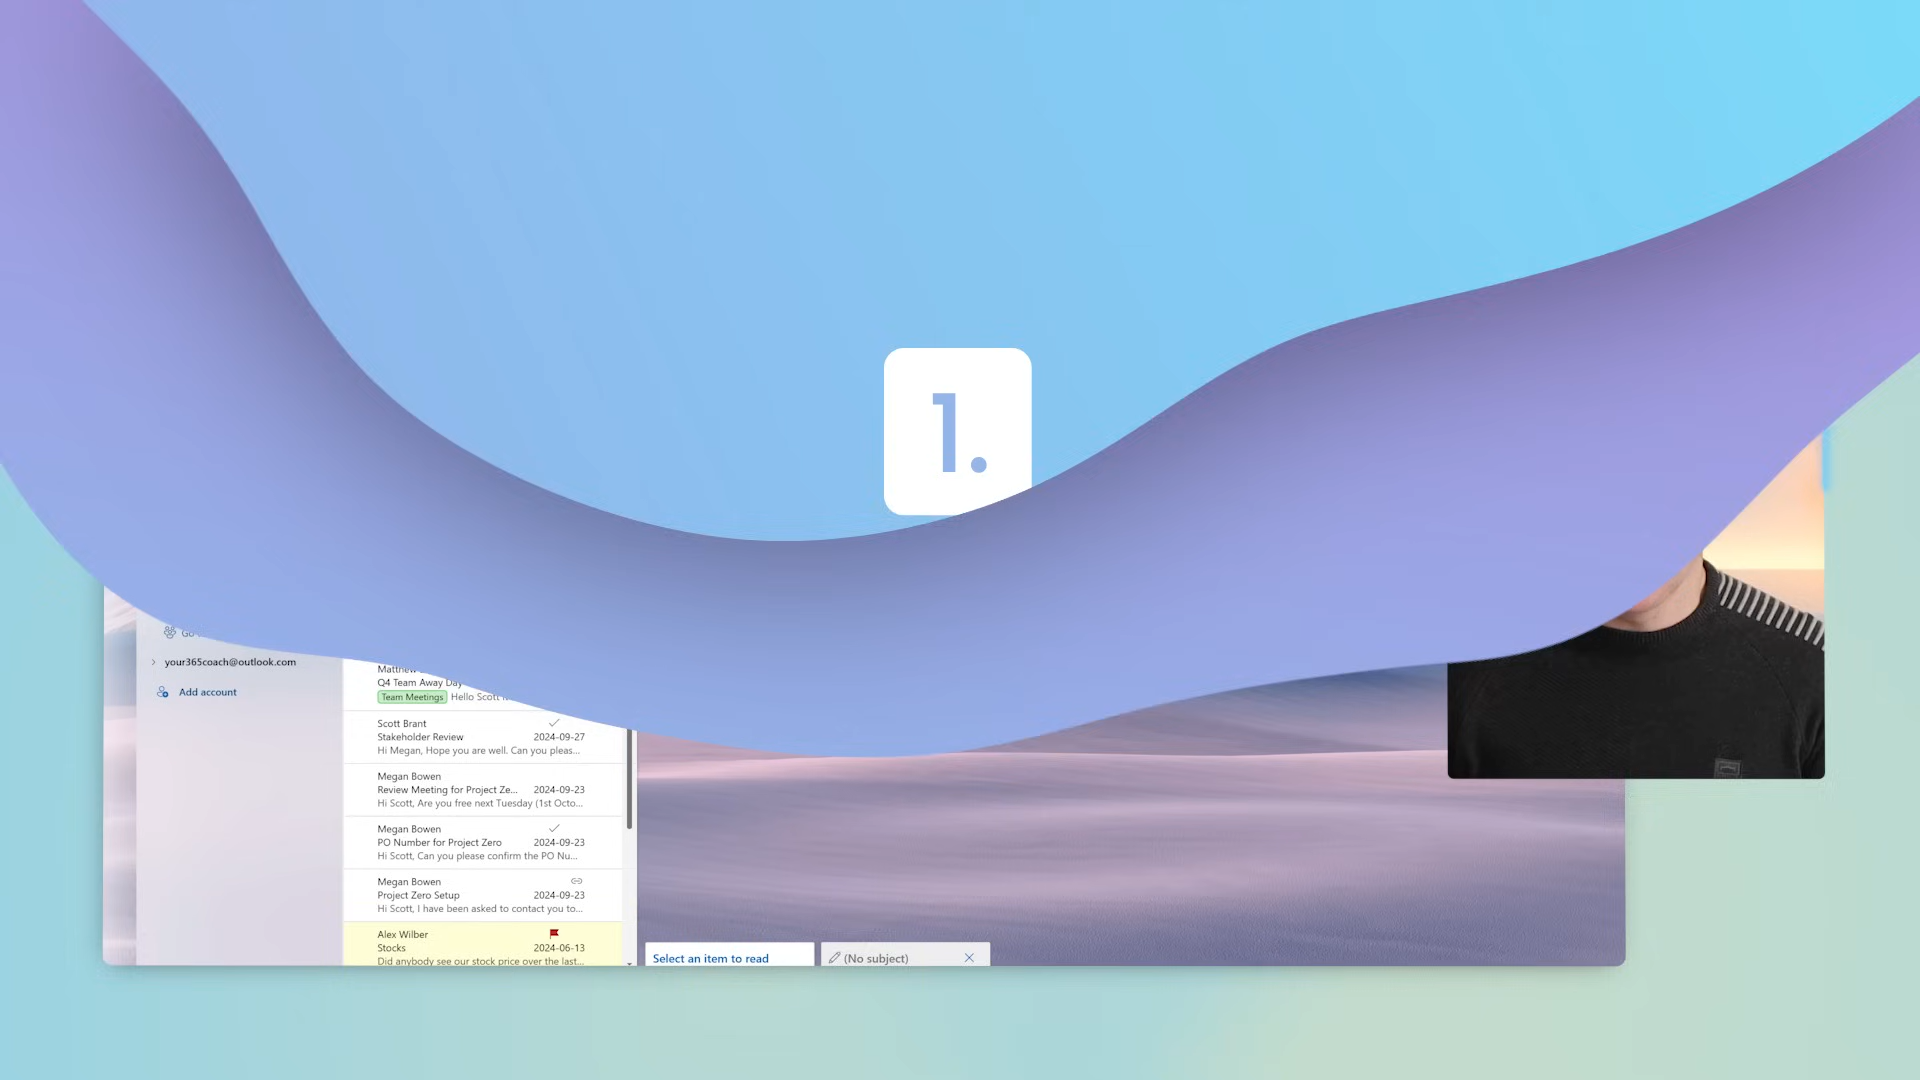 1.
your365coach@outlook.com
Add account
Q4 Team Away Day
Team Meetings Hello Scott
Scott Brant
Stakeholder Review 2024-09-27
Hi Megan, Hope you are well. Can you pleas...
Megan Bowen
Review Meeting for Project Ze... 2024-09-23
Hi Scott, Are you free next Tuesday (1st Octo...
Megan Bowen
PO Number for Project Zero 2024-09-23
Hi Scott, Can you please confirm the PO Nu...
Megan Bowen
Project Zero Setup 2024-09-23
Hi Scott, I have been asked to contact you to...
Alex Wilber
Stocks 2024-06-13
Did anybody see our stock price over the last...
Select an item to read
(No subject)